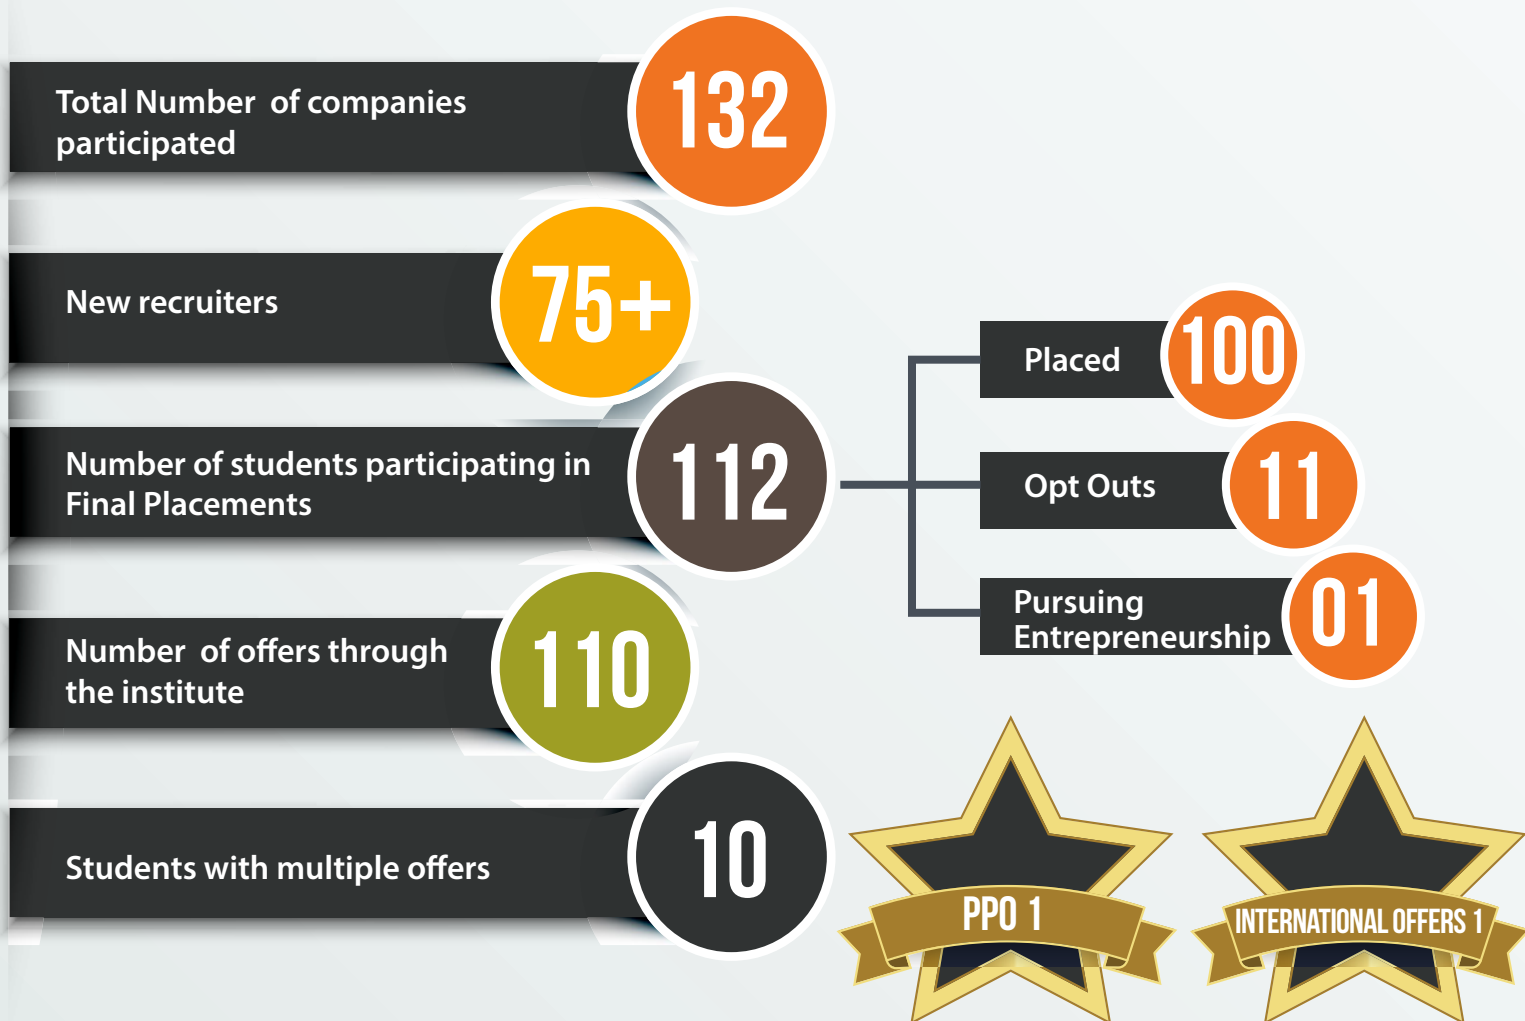 Total Number of companies
participated
132
New recruiters
75+
Number of students participating in
Final Placements
112
Placed
100
Opt Outs
11
Pursuing
Entrepreneurship
01
Number of offers through
the institute
110
Students with multiple offers
10
PPO 1
INTERNATIONAL OFFERS 1